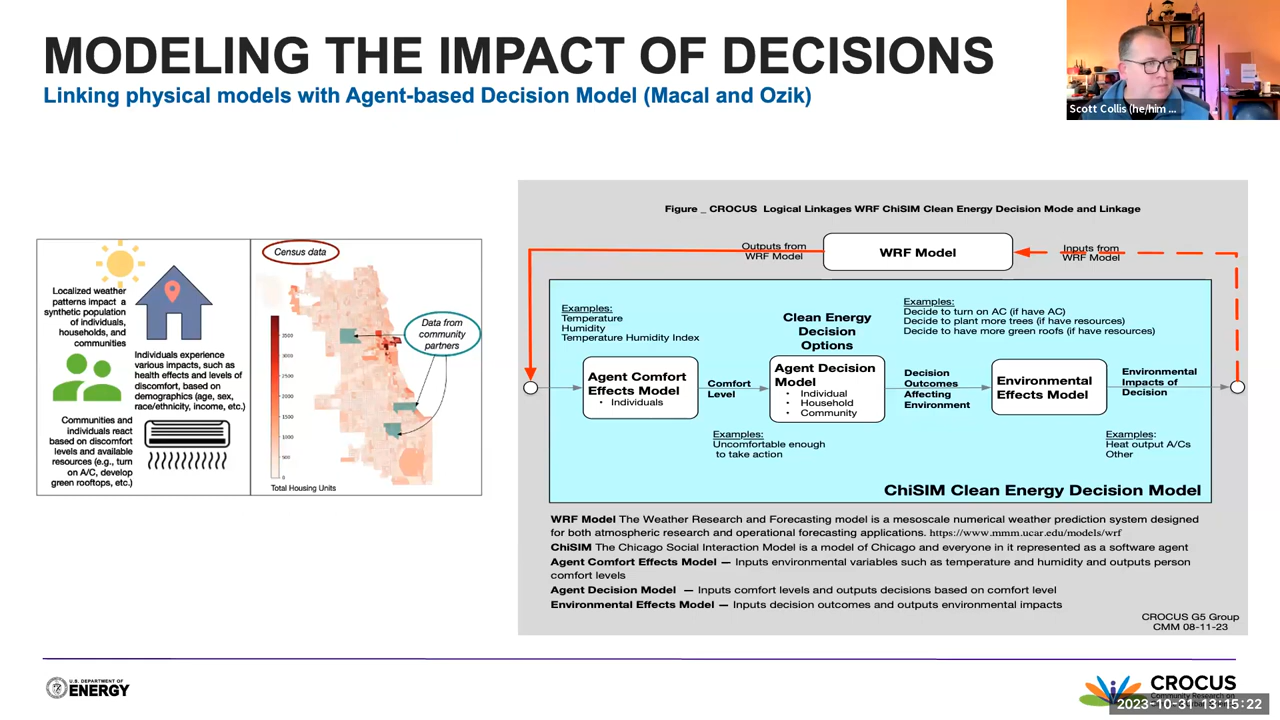 MODELING THE IMPACT OF DECISIONS
Linking physical models with Agent-based Decision Model (Macal and Ozik)
Scott Collis (he/him ...
Localized weather
patterns impact a
synthetic population
of individuals,
households, and
communities
Individuals experience
various impacts, such as
health effects and levels of
discomfort, based on
demographics (age, sex,
race/ethnicity, income, etc.)
Communities and
individuals react
based on discomfort
levels and available
resources (e.g., turn
on A/C, develop
green rooftops, etc.)
Census data
Data from
community
partners
3500
3000
2500
2000
1500
1000
500
0
Total Housing Units
Figure _ CROCUS Logical Linkages WRF ChiSIM Clean Energy Decision Mode and Linkage
Outputs from
WRF Model
WRF Model
Inputs from
WRF Model
Examples:
Temperature
Humidity
Temperature Humidity Index
Clean Energy
Decision
Options
Examples:
Decide to turn on AC (if have AC)
Decide to plant more trees (if have resources)
Decide to have more green roofs (if have resources)
Agent Comfort
Effects Model
• Individuals
Comfort
Level
Agent Decision
Model
• Individual
• Household
• Community
Decision
Outcomes
Affecting
Environment
Environmental
Effects Model
Environmental
Impacts of
Decision
Examples:
Uncomfortable enough
to take action
Examples:
Heat output A/Cs
Other
ChiSIM Clean Energy Decision Model
WRF Model The Weather Research and Forecasting model is a mesoscale numerical weather prediction system designed
for both atmospheric research and operational forecasting applications. https://www.mmm.ucar.edu/models/wrf
ChiSIM The Chicago Social Interaction Model is a model of Chicago and everyone in it represented as a software agent
Agent Comfort Effects Model — Inputs environmental variables such as temperature and humidity and outputs person
comfort levels
Agent Decision Model — Inputs comfort levels and outputs decisions based on comfort level
Environmental Effects Model — Inputs decision outcomes and outputs environmental impacts
CROCUS G5 Group
CMM 08-11-23
U.S. DEPARTMENT OF
ENERGY
CROCUS
Community Research on
2023-10-31 13:15:22